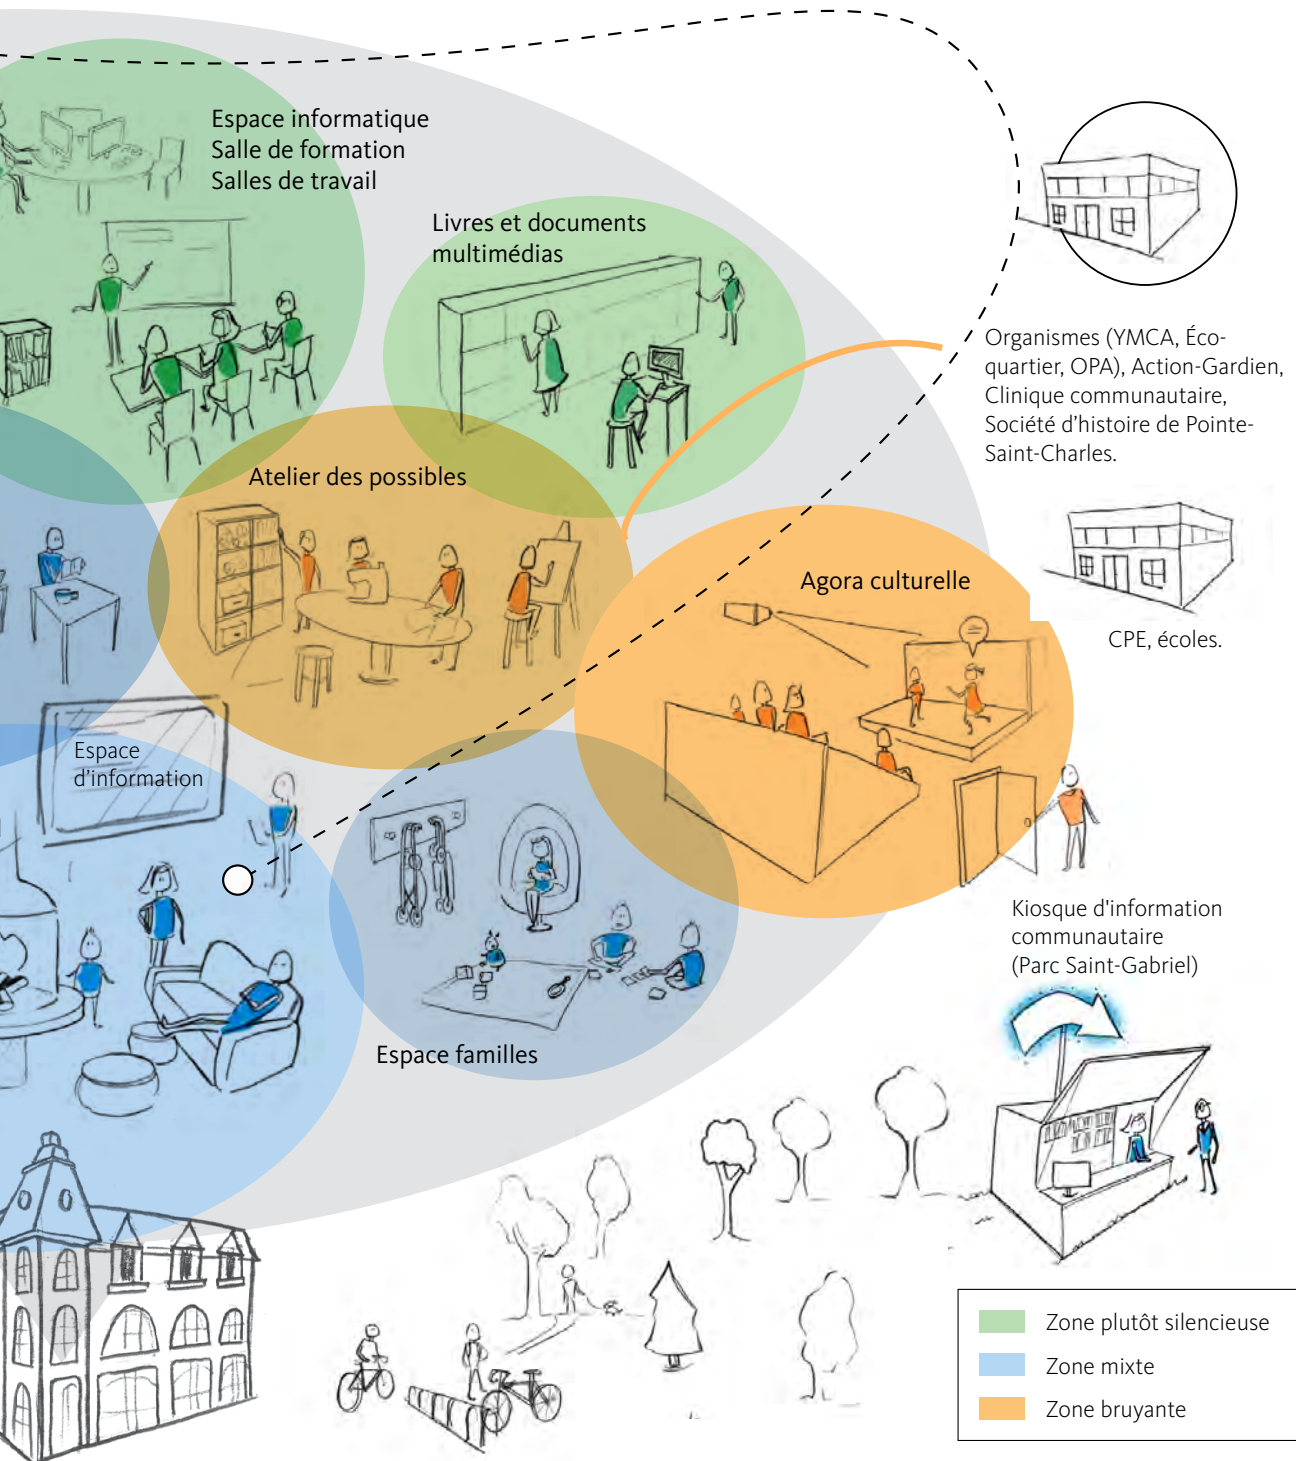 Espace informatique
Salle de formation
Salles de travail
Livres et documents
multimédias
Organismes (YMCA, Éco-
quartier, OPA), Action-Gardien,
Clinique communautaire,
Société d'histoire de Pointe-
Saint-Charles.
Atelier des possibles
Agora culturelle
CPE, écoles.
Espace
d'information
Kiosque d'information
communautaire
(Parc Saint-Gabriel)
Espace familles
Zone plutôt silencieuse
Zone mixte
Zone bruyante